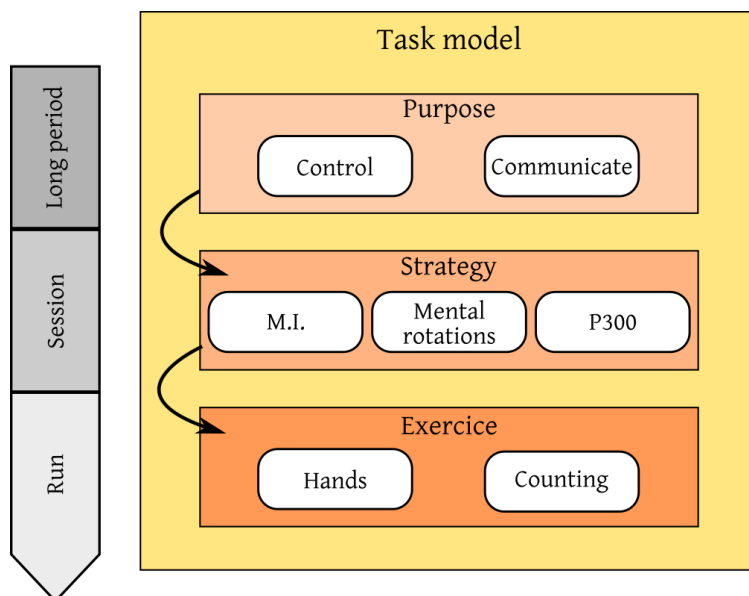 Task model
Long period
Purpose
Control
Communicate
Session
Strategy
M.I.
Mental
rotations
P300
Run
Exercice
Hands
Counting